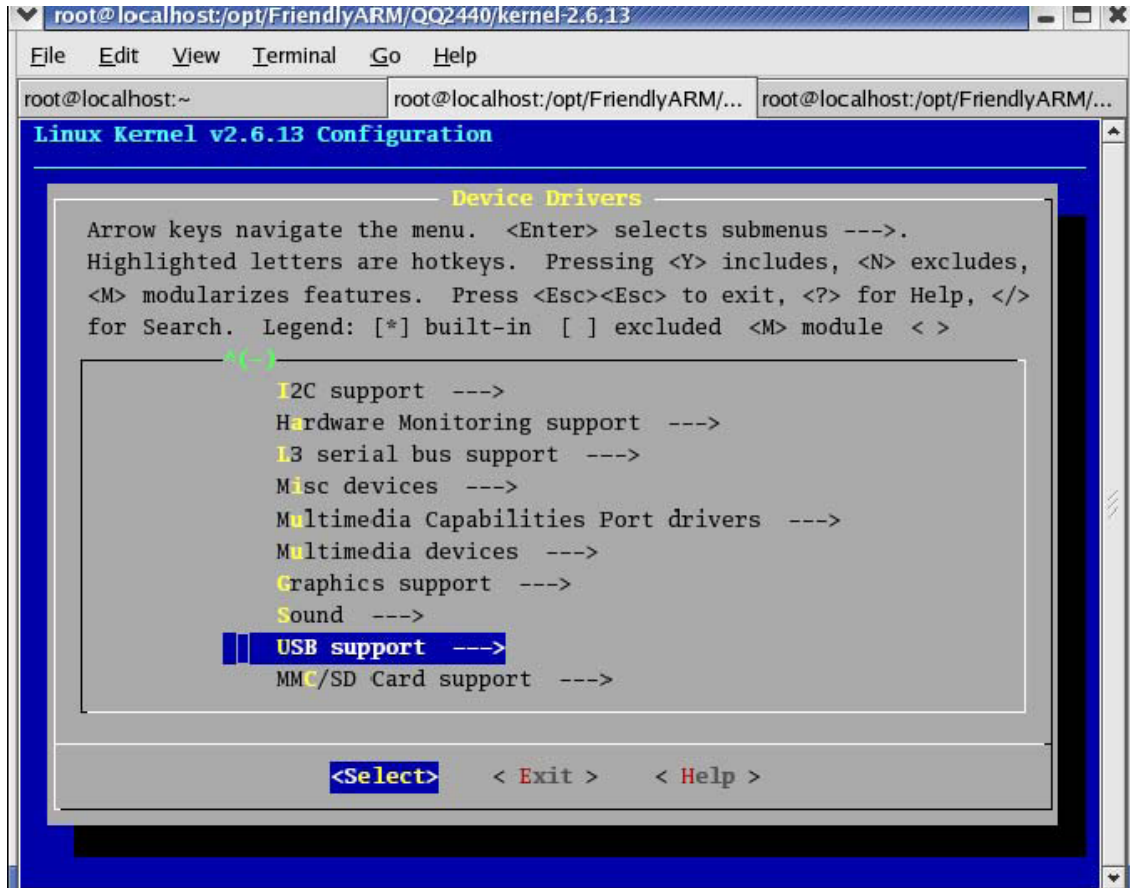 root@localhost:/opt/FriendlyARM/QQ2440/kernel-2.6.13
File Edit View Terminal Go Help
root@localhost:~ root@localhost:/opt/FriendlyARM/... root@localhost:/opt/FriendlyARM/...
Linux Kernel v2.6.13 Configuration
Device Drivers
Arrow keys navigate the menu. <Enter> selects submenus --->.
Highlighted letters are hotkeys. Pressing <Y> includes, <N> excludes,
<M> modularizes features. Press <Esc><Esc> to exit, <?> for Help, </>
for Search. Legend: [*] built-in [ ] excluded <M> module < >
^(-)
I2C support --->
Hardware Monitoring support --->
L3 serial bus support --->
Misc devices --->
Multimedia Capabilities Port drivers --->
Multimedia devices --->
Graphics support --->
Sound --->
USB support --->
MMC/SD Card support --->
<Select> < Exit > < Help >